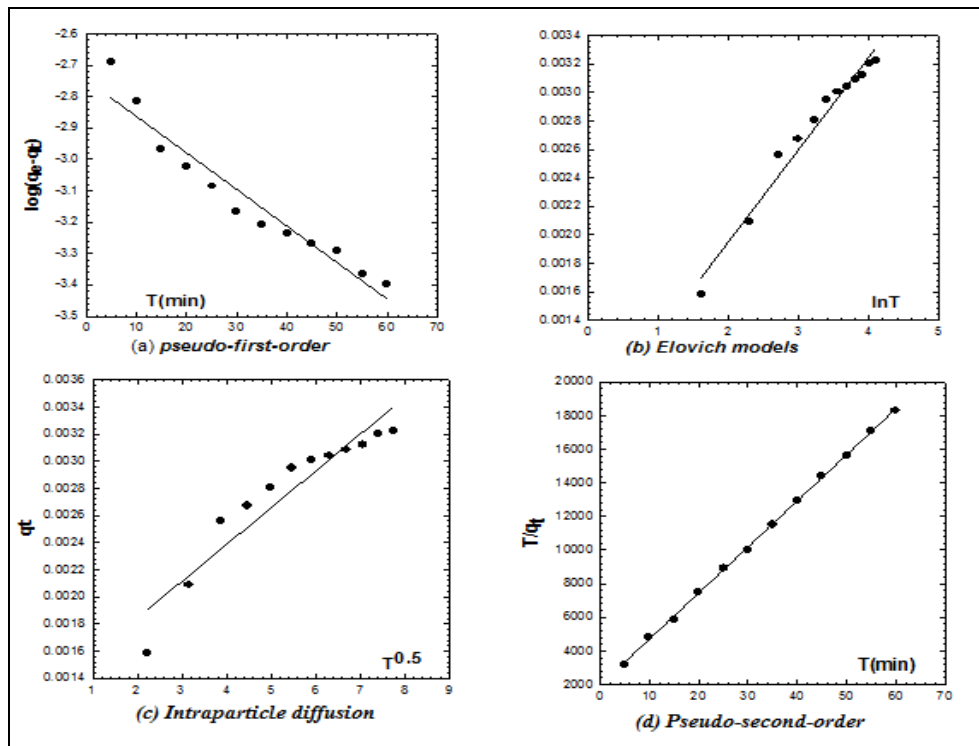 -2.6
-2.7
-2.8
-2.9
-3.0
-3.1
-3.2
-3.3
-3.4
-3.5
log(qe-qt)
T(min)
0 10 20 30 40 50 60 70
(a) pseudo-first-order
0.0034
0.0032
0.0030
0.0028
0.0026
0.0024
0.0022
0.0020
0.0018
0.0016
0.0014
lnT
0 1 2 3 4 5
(b) Elovich models
0.0036
0.0034
0.0032
0.0030
0.0028
0.0026
0.0024
0.0022
0.0020
0.0018
0.0016
0.0014
qt
T0.5
1 2 3 4 5 6 7 8 9
(c) Intraparticle diffusion
20000
18000
16000
14000
12000
10000
8000
6000
4000
2000
T/qt
T(min)
0 10 20 30 40 50 60 70
(d) Pseudo-second-order